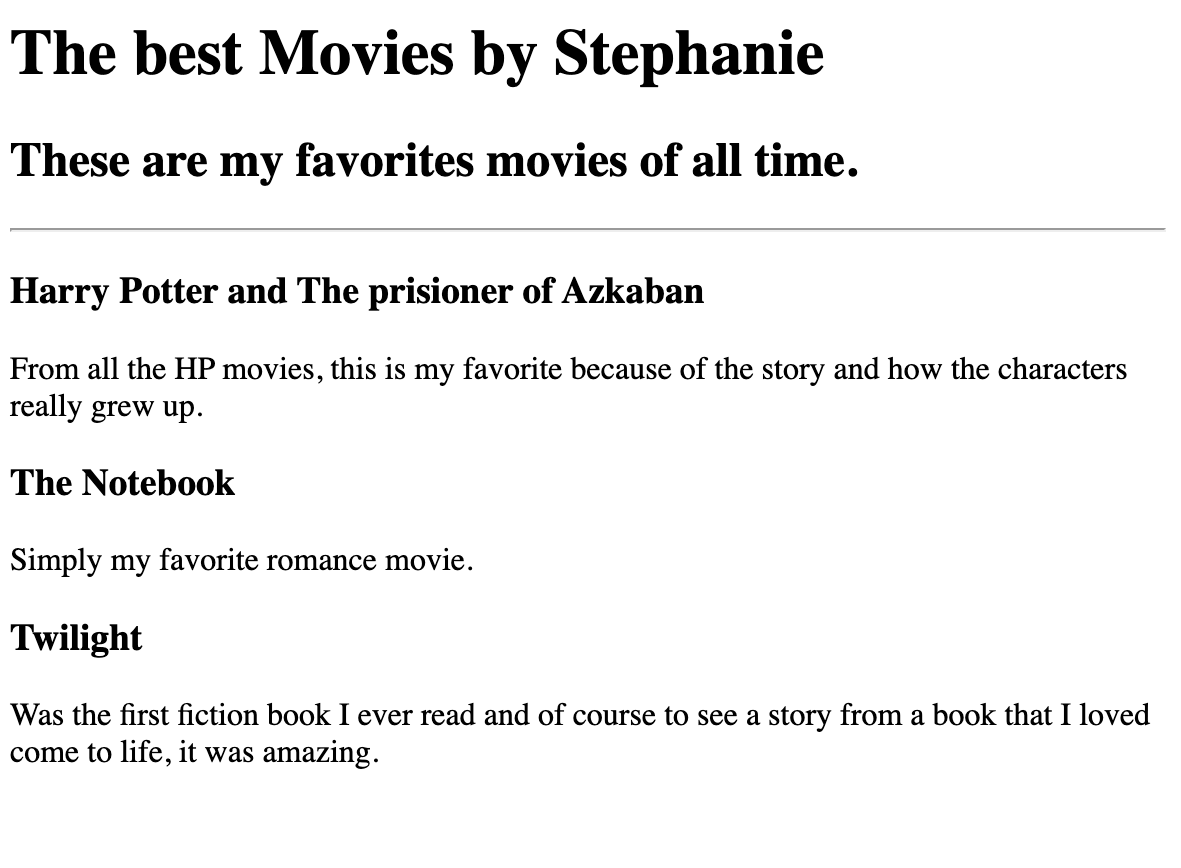 The best Movies by Stephanie
These are my favorites movies of all time.
Harry Potter and The prisioner of Azkaban
From all the HP movies, this is my favorite because of the story and how the characters
really grew up.
The Notebook
Simply my favorite romance movie.
Twilight
Was the first fiction book I ever read and of course to see a story from a book that I loved
come to life, it was amazing.